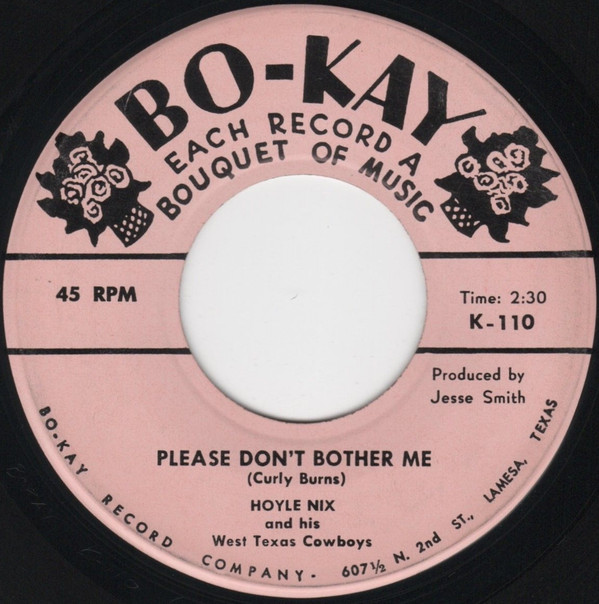 BO-KAY
EACH RECORD A
BOUQUET OF MUSIC
45 RPM
Time: 2:30
K-110
Produced by
Jesse Smith
PLEASE DON'T BOTHER ME
(Curly Burns)
HOYLE NIX
and his
West Texas Cowboys
BO-KAY RECORD COMPANY · 607½ N. 2nd ST., LAMESA, TEXAS